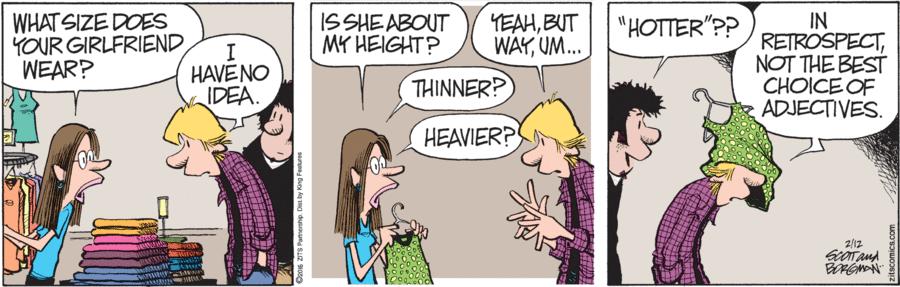 WHAT SIZE DOES
YOUR GIRLFRIEND
WEAR?
I
HAVE NO
IDEA.
©2016 ZITS Partnership. Dist. by King Features
IS SHE ABOUT
MY HEIGHT?
YEAH, BUT
WAY, UM...
THINNER?
HEAVIER?
"HOTTER"??
IN
RETROSPECT,
NOT THE BEST
CHOICE OF
ADJECTIVES.
2/12
SCOTT and
BORGMAN
zitscomics.com